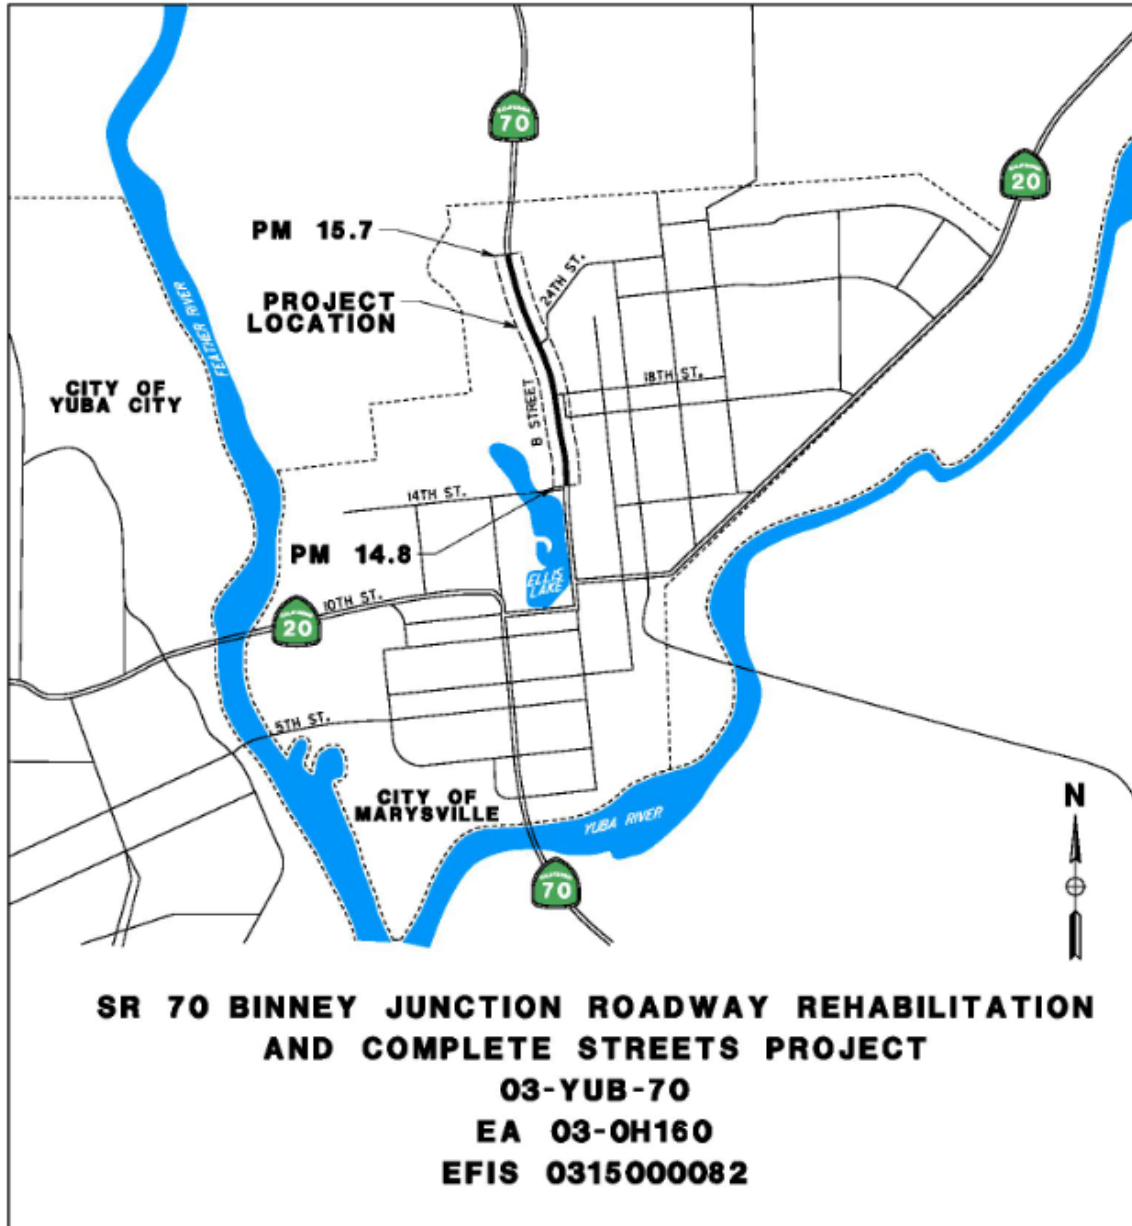 70
20
PM 15.7
24TH ST.
PROJECT
LOCATION
FEATHER RIVER
CITY OF
YUBA CITY
18TH ST.
B STREET
14TH ST.
PM 14.8
ELLIS
LAKE
10TH ST.
20
5TH ST.
CITY OF
MARYSVILLE
YUBA RIVER
N
70
SR 70 BINNEY JUNCTION ROADWAY REHABILITATION
AND COMPLETE STREETS PROJECT
03-YUB-70
EA 03-0H160
EFIS 0315000082